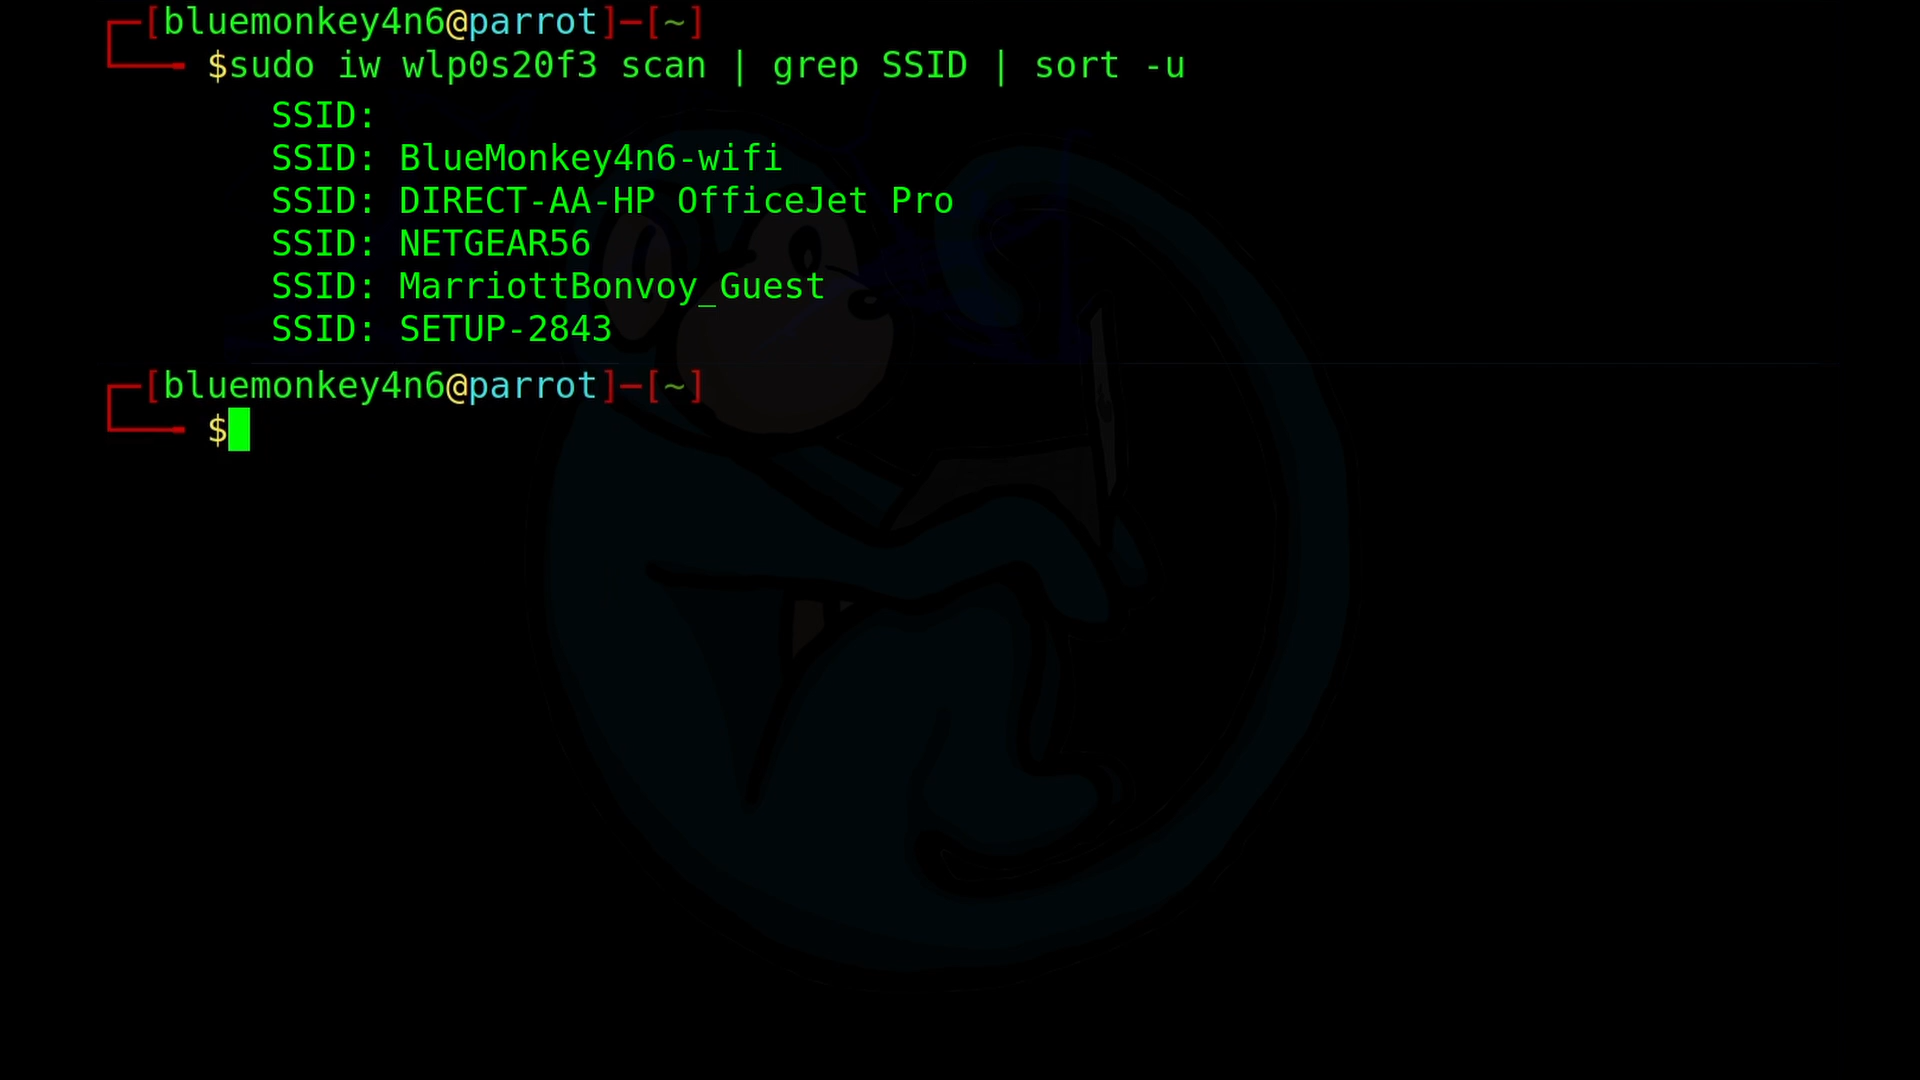 [bluemonkey4n6@parrot]─[~]
$sudo iw wlp0s20f3 scan | grep SSID | sort -u
SSID:
SSID: BlueMonkey4n6-wifi
SSID: DIRECT-AA-HP OfficeJet Pro
SSID: NETGEAR56
SSID: MarriottBonvoy_Guest
SSID: SETUP-2843
[bluemonkey4n6@parrot]─[~]
$